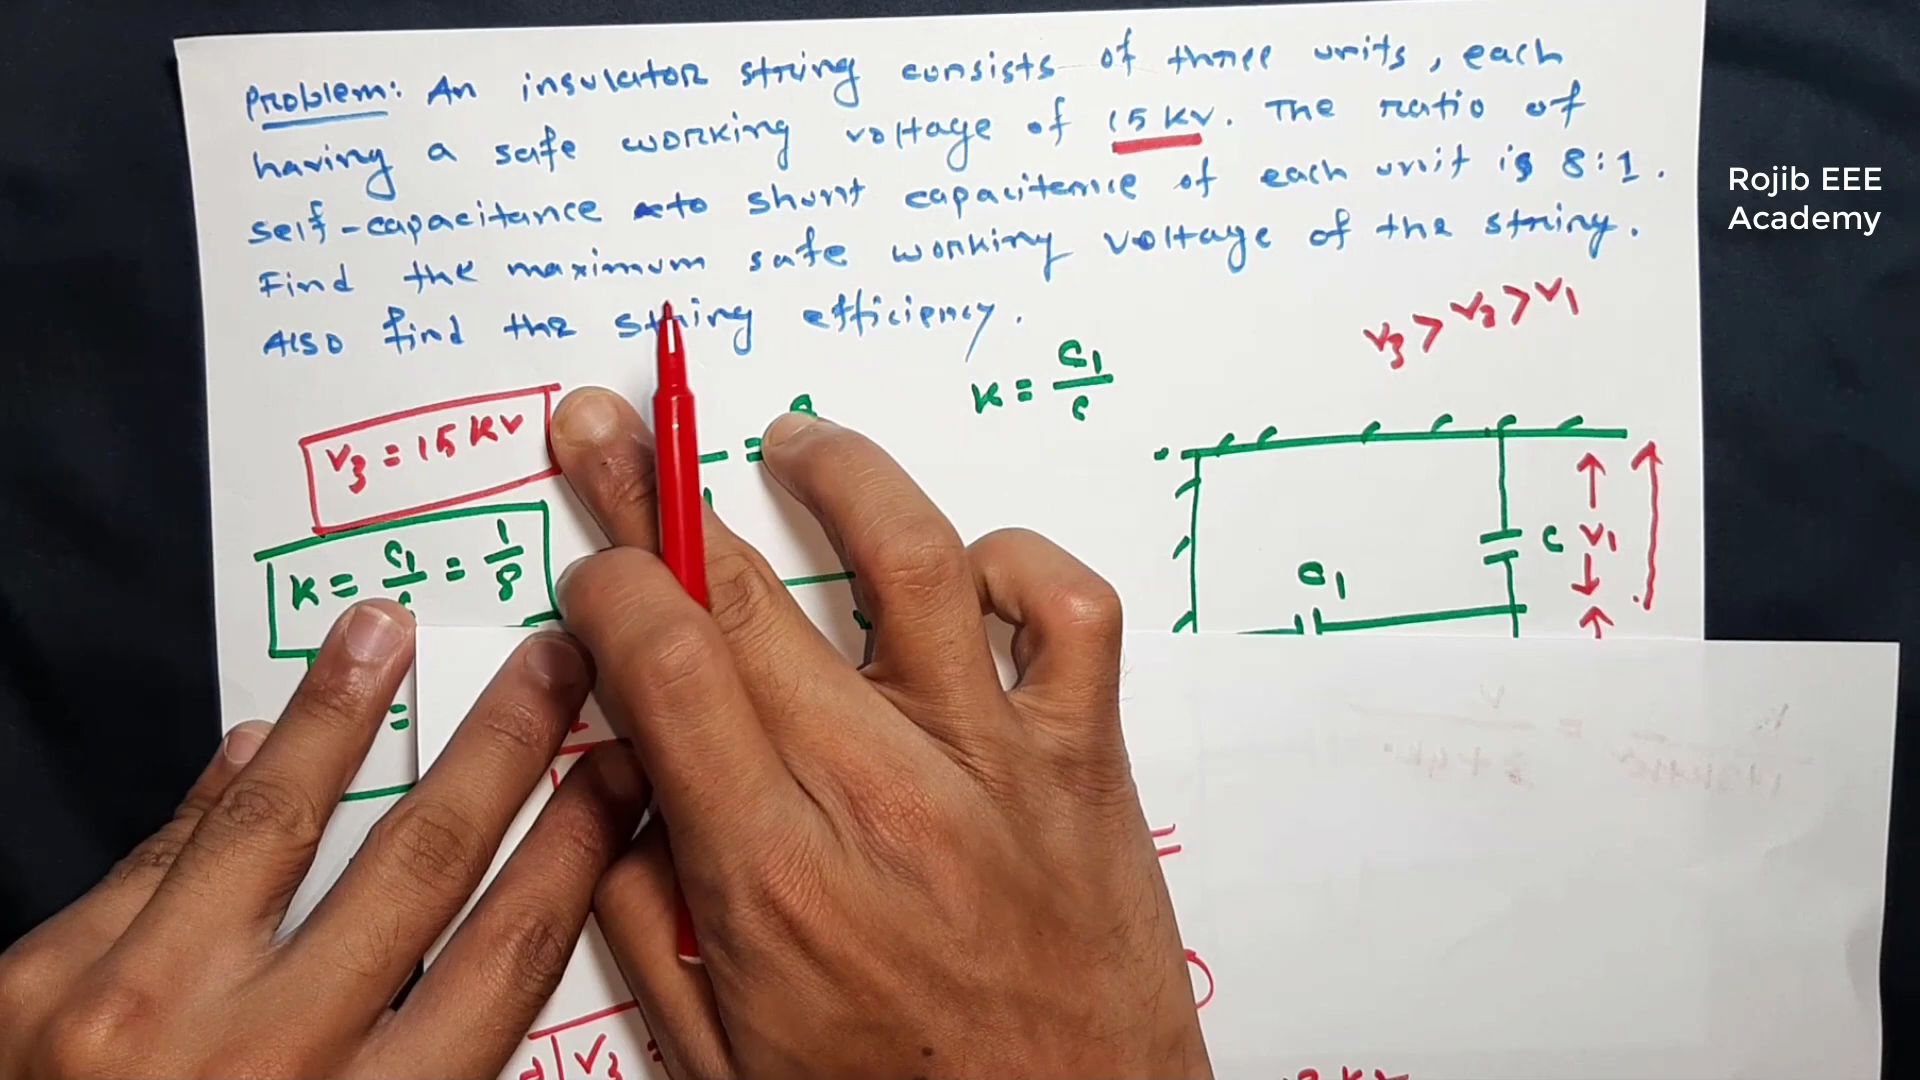 Problem: An insulator string consists of three units, each
having a safe working voltage of 15 KV. The ratio of
self-capacitance to shunt capacitence of each unit is 8:1.
Find the maximum safe working voltage of the string.
Also find the string efficiency.
V3 > V2 > V1
K = C1/C
V3 = 15 KV
K = C1/C = 1/8
C V1
C1
=
V3
Rojib EEE
Academy